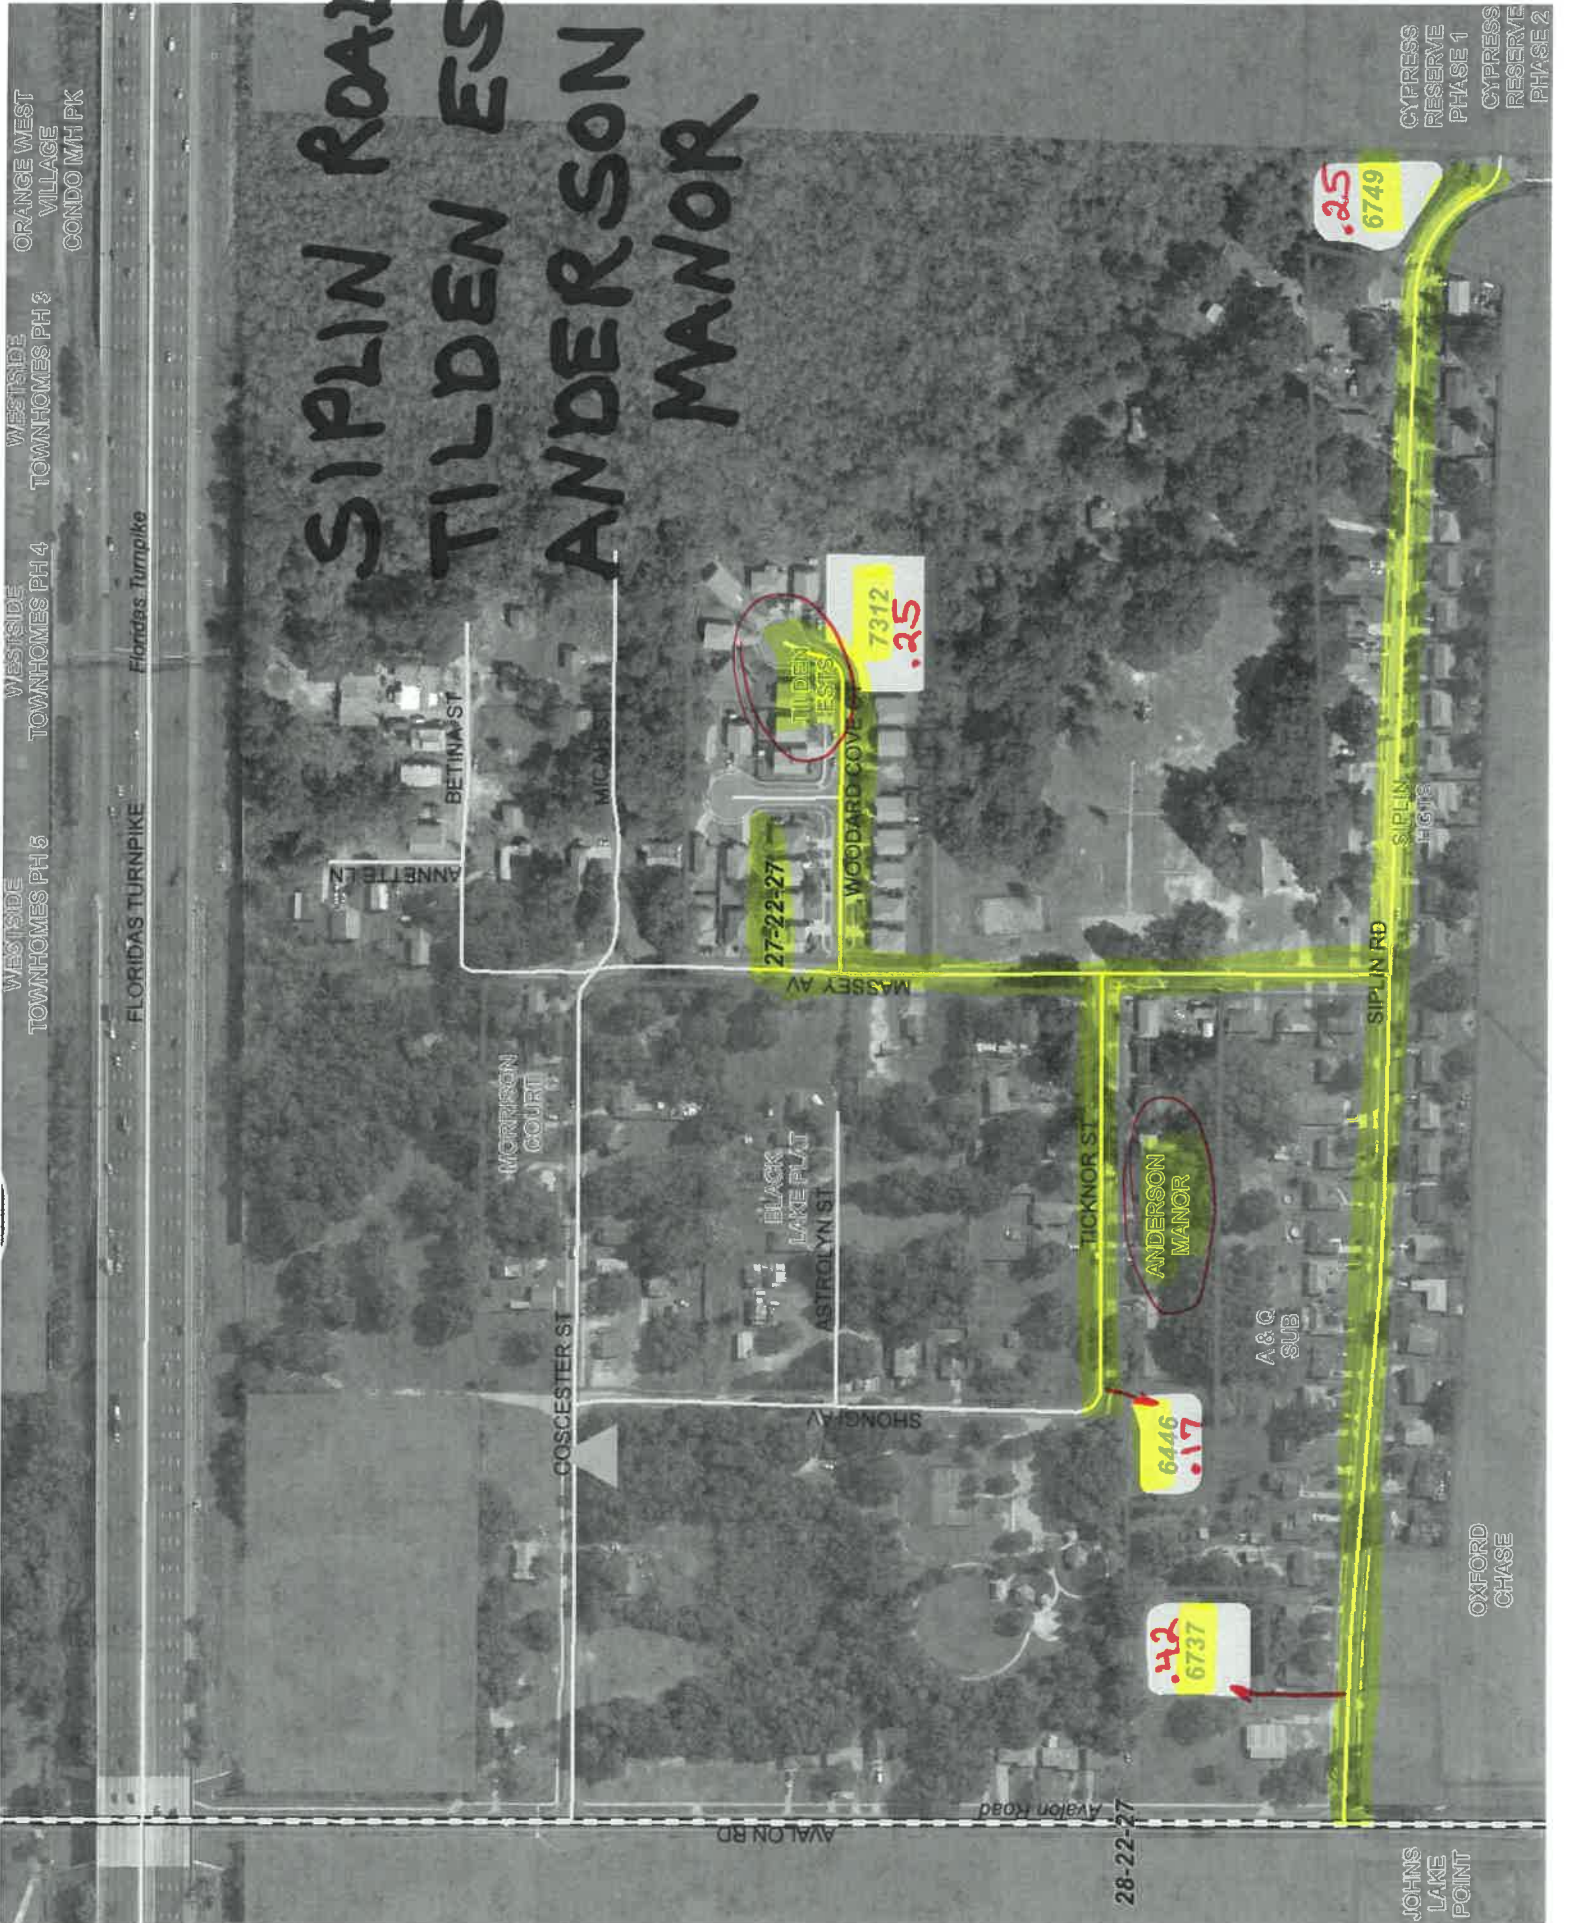 SIPLIN ROAD
TILDEN ES
ANDERSON
MANOR
WESTSIDE
TOWNHOMES PH 5
WESTSIDE
TOWNHOMES PH 4
WESTSIDE
TOWNHOMES PH 3
ORANGE WEST
VILLAGE
CONDO M/H PK
FLORIDAS TURNPIKE
Floridas Turnpike
ANNETTE LN
BETINA ST
MICAH
MORRISON
COURT
COSCESTER ST
27-22-27
TILDEN
ESTS
WOODARD COVE
7312
.25
MASSEY AV
BLACK
LAKE PLAT
ASTROLYN ST
SHONGI AV
TICKNOR ST
ANDERSON
MANOR
6446
.17
A & Q
SUB
.42
6737
AVALON RD
Avalon Road
28-22-27
SIPLIN RD
SIPLIN
HGTS
.25
6749
CYPRESS
RESERVE
PHASE 1
CYPRESS
RESERVE
PHASE 2
OXFORD
CHASE
JOHNS
LAKE
POINT